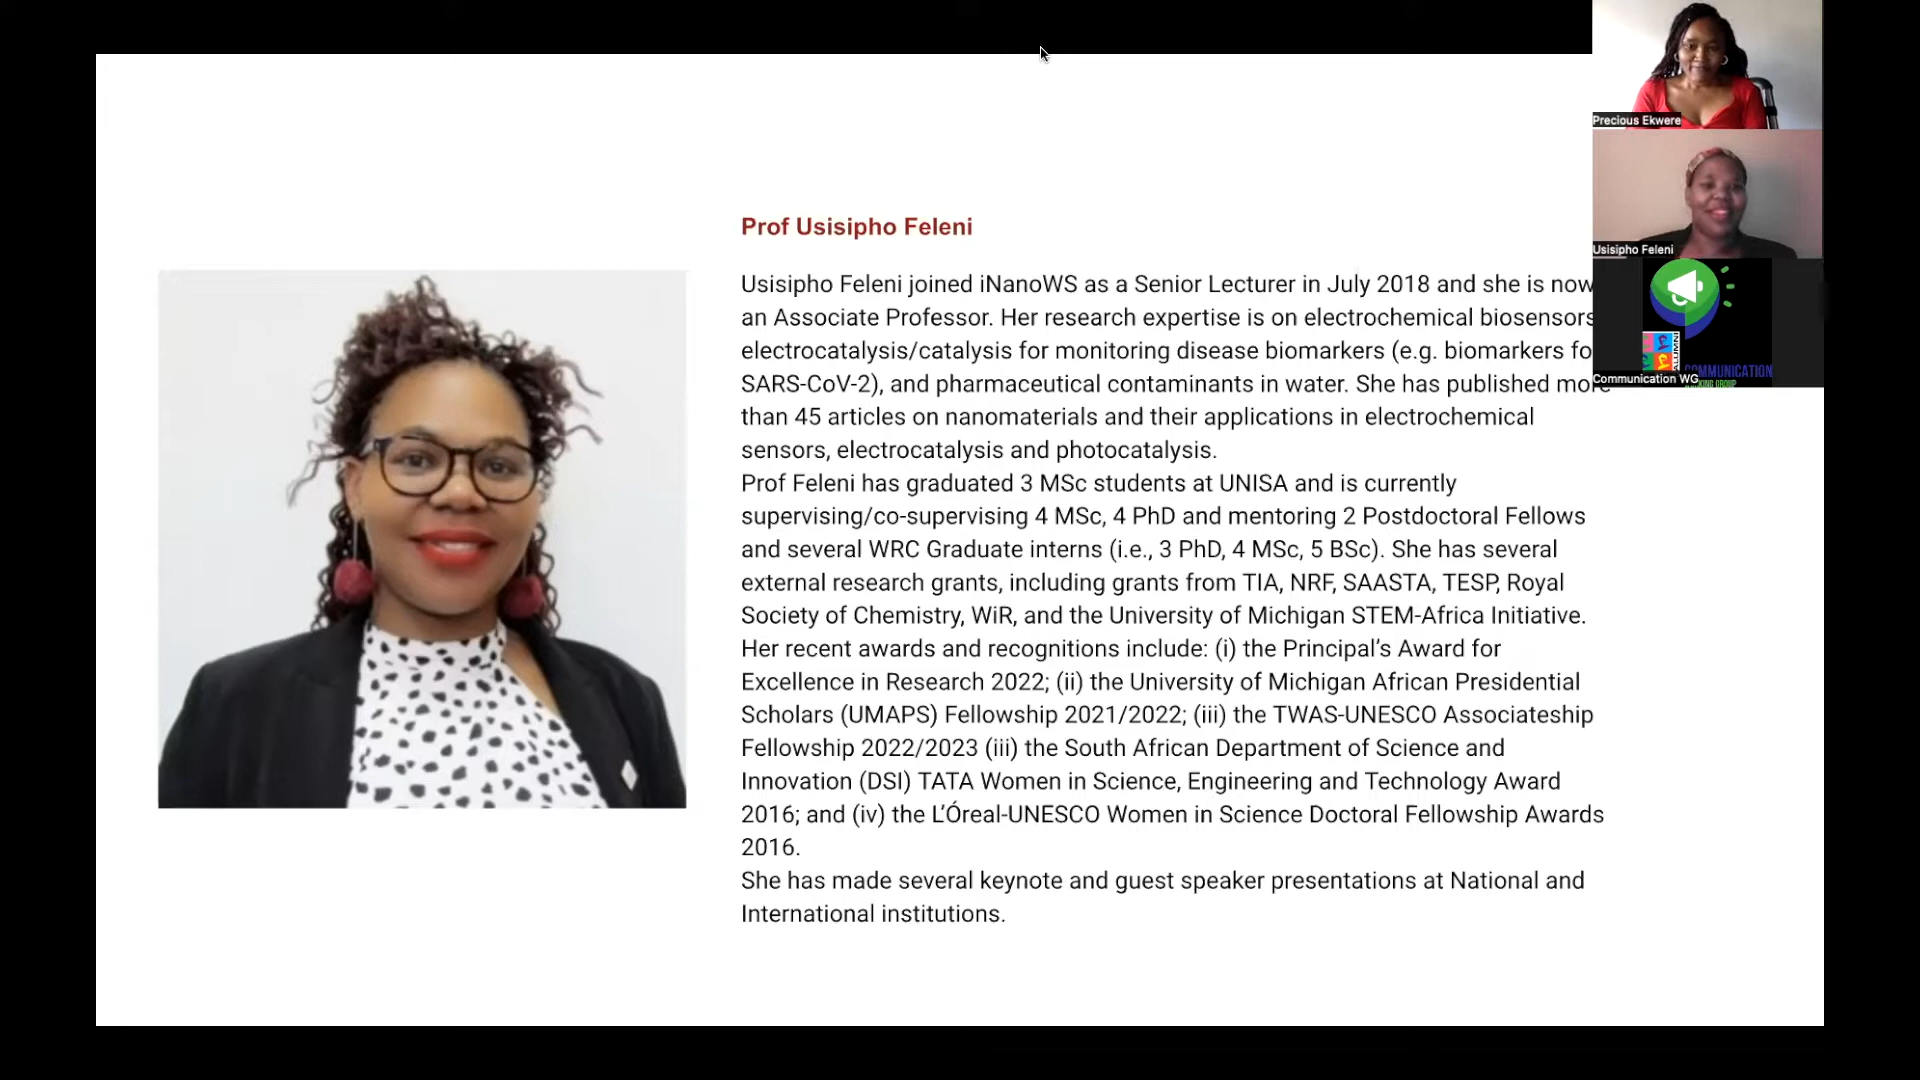 Prof Usisipho Feleni
Usisipho Feleni joined iNanoWS as a Senior Lecturer in July 2018 and she is now
an Associate Professor. Her research expertise is on electrochemical biosensors
electrocatalysis/catalysis for monitoring disease biomarkers (e.g. biomarkers fo
SARS-CoV-2), and pharmaceutical contaminants in water. She has published more
than 45 articles on nanomaterials and their applications in electrochemical
sensors, electrocatalysis and photocatalysis.
Prof Feleni has graduated 3 MSc students at UNISA and is currently
supervising/co-supervising 4 MSc, 4 PhD and mentoring 2 Postdoctoral Fellows
and several WRC Graduate interns (i.e., 3 PhD, 4 MSc, 5 BSc). She has several
external research grants, including grants from TIA, NRF, SAASTA, TESP, Royal
Society of Chemistry, WiR, and the University of Michigan STEM-Africa Initiative.
Her recent awards and recognitions include: (i) the Principal’s Award for
Excellence in Research 2022; (ii) the University of Michigan African Presidential
Scholars (UMAPS) Fellowship 2021/2022; (iii) the TWAS-UNESCO Associateship
Fellowship 2022/2023 (iii) the South African Department of Science and
Innovation (DSI) TATA Women in Science, Engineering and Technology Award
2016; and (iv) the L’Óreal-UNESCO Women in Science Doctoral Fellowship Awards
2016.
She has made several keynote and guest speaker presentations at National and
International institutions.
Precious Ekwere
Usisipho Feleni
ALUMNI
COMMUNICATION
Communication WG
GROUP